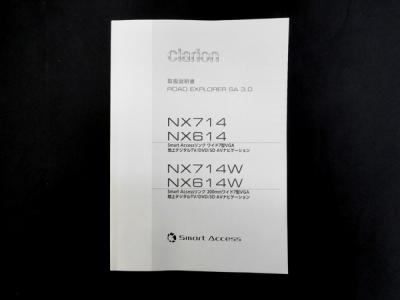 Clarion
取扱説明書
ROAD EXPLORER SA 3.0
NX714
NX614
Smart Accessリンク ワイド7型VGA
地上デジタルTV/DVD/SD AVナビゲーション
NX714W
NX614W
Smart Accessリンク 200mmワイド7型VGA
地上デジタルTV/DVD/SD AVナビゲーション
Smart Access